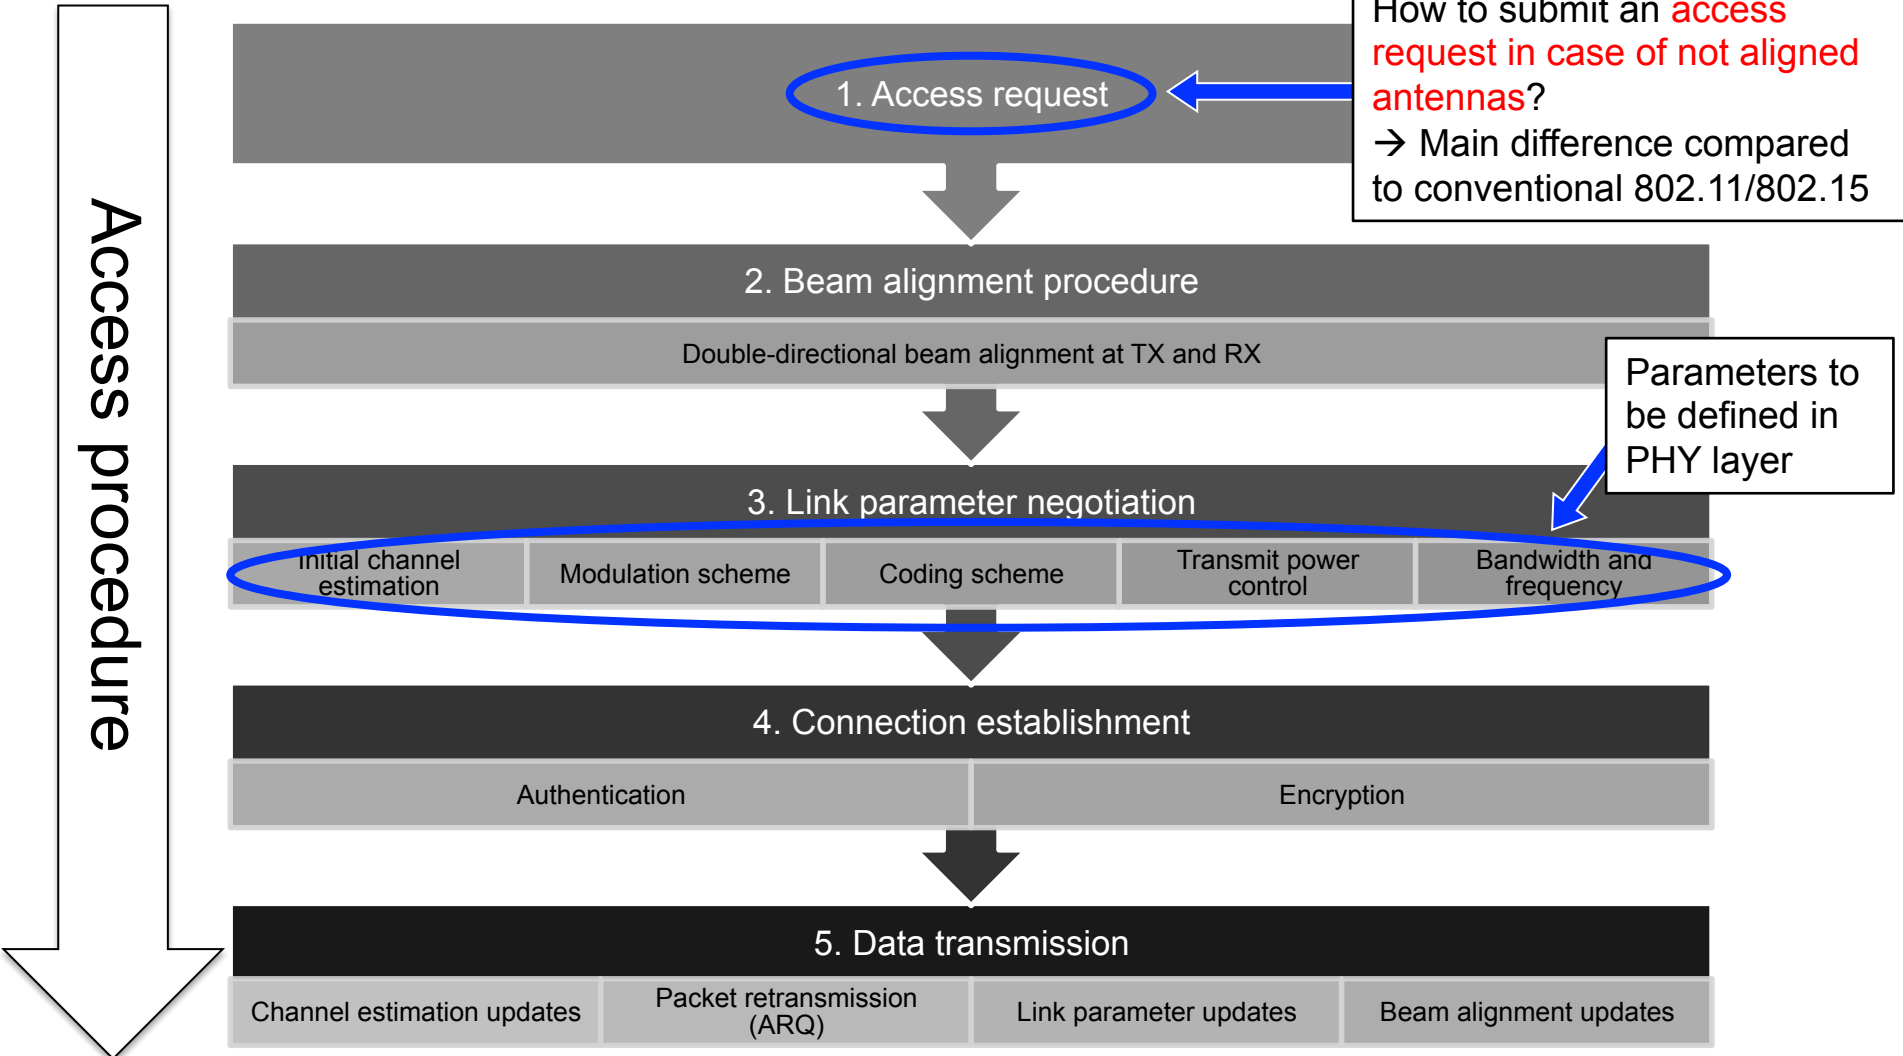 Access procedure
How to submit an access
request in case of not aligned
antennas?
→ Main difference compared
to conventional 802.11/802.15
1. Access request
2. Beam alignment procedure
Double-directional beam alignment at TX and RX
Parameters to
be defined in
PHY layer
3. Link parameter negotiation
Initial channel
estimation
Modulation scheme
Coding scheme
Transmit power
control
Bandwidth and
frequency
4. Connection establishment
Authentication
Encryption
5. Data transmission
Channel estimation updates
Packet retransmission
(ARQ)
Link parameter updates
Beam alignment updates